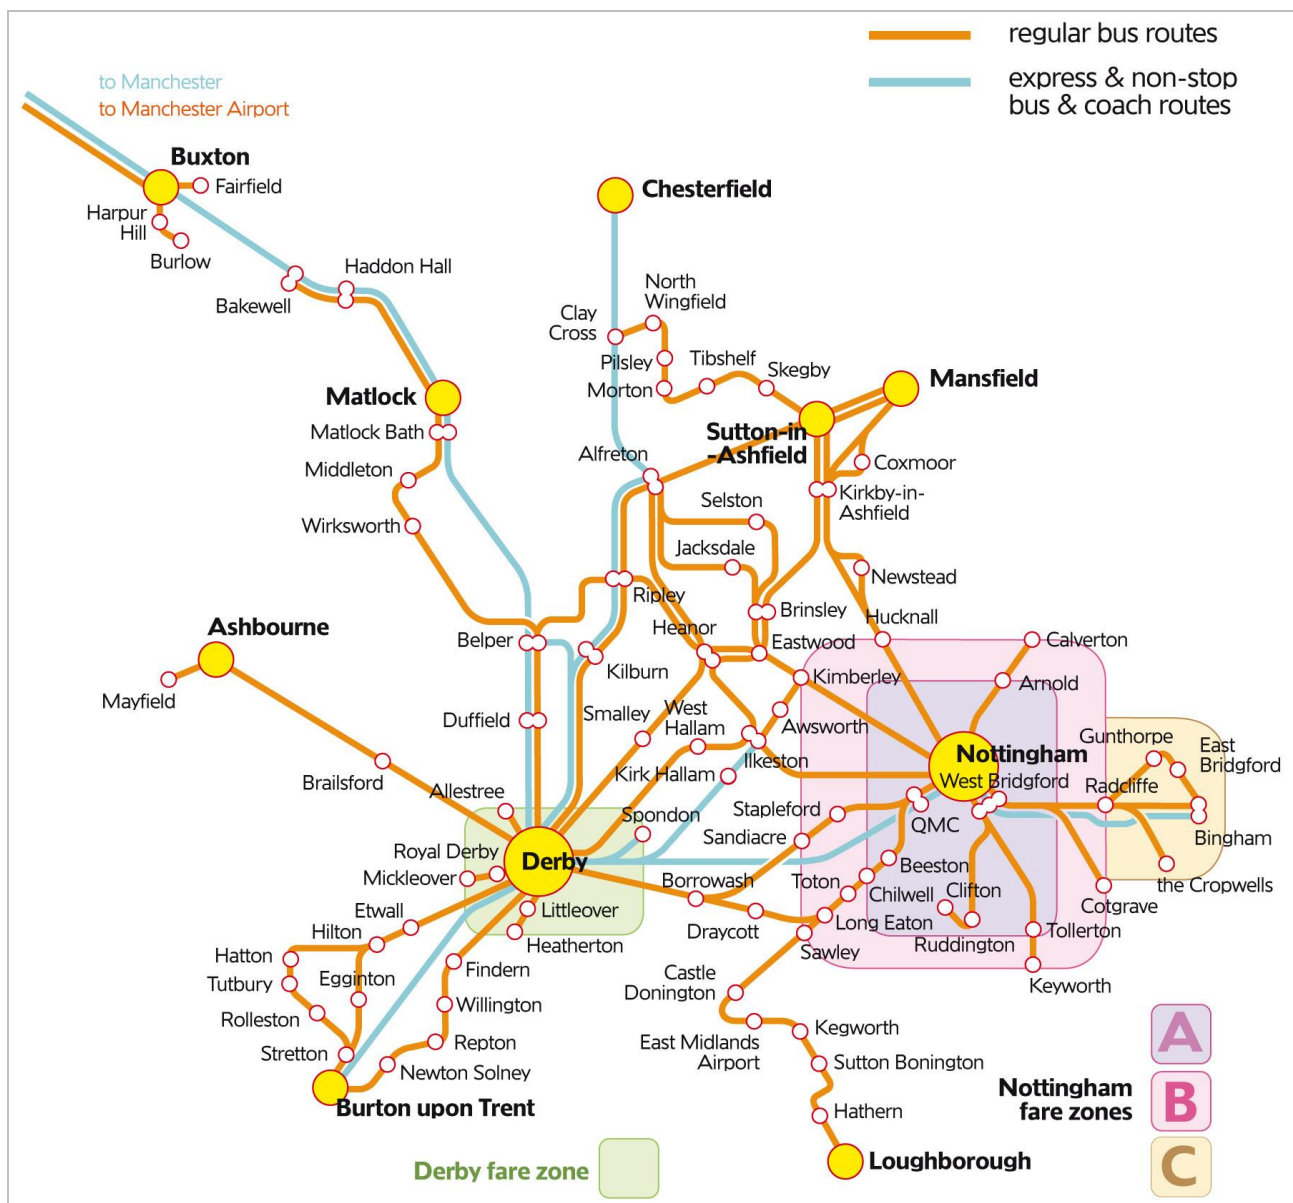 regular bus routes
express & non-stop
bus & coach routes
to Manchester
to Manchester Airport
Buxton
Fairfield
Harpur
Hill
Burlow
Bakewell
Haddon Hall
Chesterfield
North
Wingfield
Clay
Cross
Pilsley
Morton
Tibshelf
Skegby
Mansfield
Matlock
Matlock Bath
Middleton
Wirksworth
Sutton-in
-Ashfield
Alfreton
Coxmoor
Kirkby-in-
Ashfield
Selston
Jacksdale
Newstead
Ripley
Brinsley
Hucknall
Heanor
Eastwood
Calverton
Ashbourne
Mayfield
Belper
Kilburn
Kimberley
Arnold
Duffield
Smalley
West
Hallam
Awsworth
Ilkeston
Kirk Hallam
Nottingham
West Bridgford
Gunthorpe
East
Bridgford
Radcliffe
Bingham
Brailsford
Allestree
Spondon
Stapleford
Sandiacre
QMC
Royal Derby
Derby
Mickleover
Borrowash
Toton
Beeston
Chilwell
Clifton
the Cropwells
Cotgrave
Etwall
Littleover
Heatherton
Draycott
Long Eaton
Ruddington
Tollerton
Hilton
Hatton
Egginton
Tutbury
Findern
Sawley
Keyworth
Willington
Castle
Donington
Rolleston
Stretton
Repton
Newton Solney
East Midlands
Airport
Kegworth
Sutton Bonington
Hathern
Burton upon Trent
Loughborough
Derby fare zone
Nottingham
fare zones
A
B
C